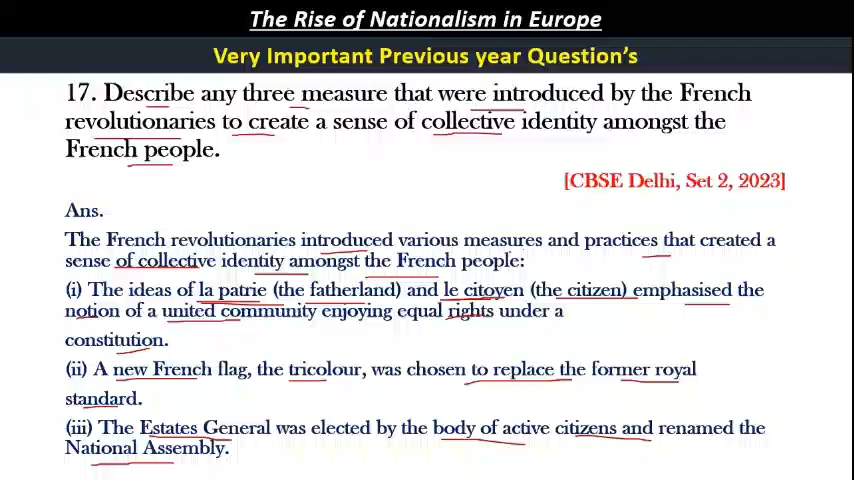 The Rise of Nationalism in Europe
Very Important Previous year Question's
17. Describe any three measure that were introduced by the French
revolutionaries to create a sense of collective identity amongst the
French people.
[CBSE Delhi, Set 2, 2023]
Ans.
The French revolutionaries introduced various measures and practices that created a
sense of collective identity amongst the French people:
(i) The ideas of la patrie (the fatherland) and le citoyen (the citizen) emphasised the
notion of a united community enjoying equal rights under a
constitution.
(ii) A new French flag, the tricolour, was chosen to replace the former royal
standard.
(iii) The Estates General was elected by the body of active citizens and renamed the
National Assembly.